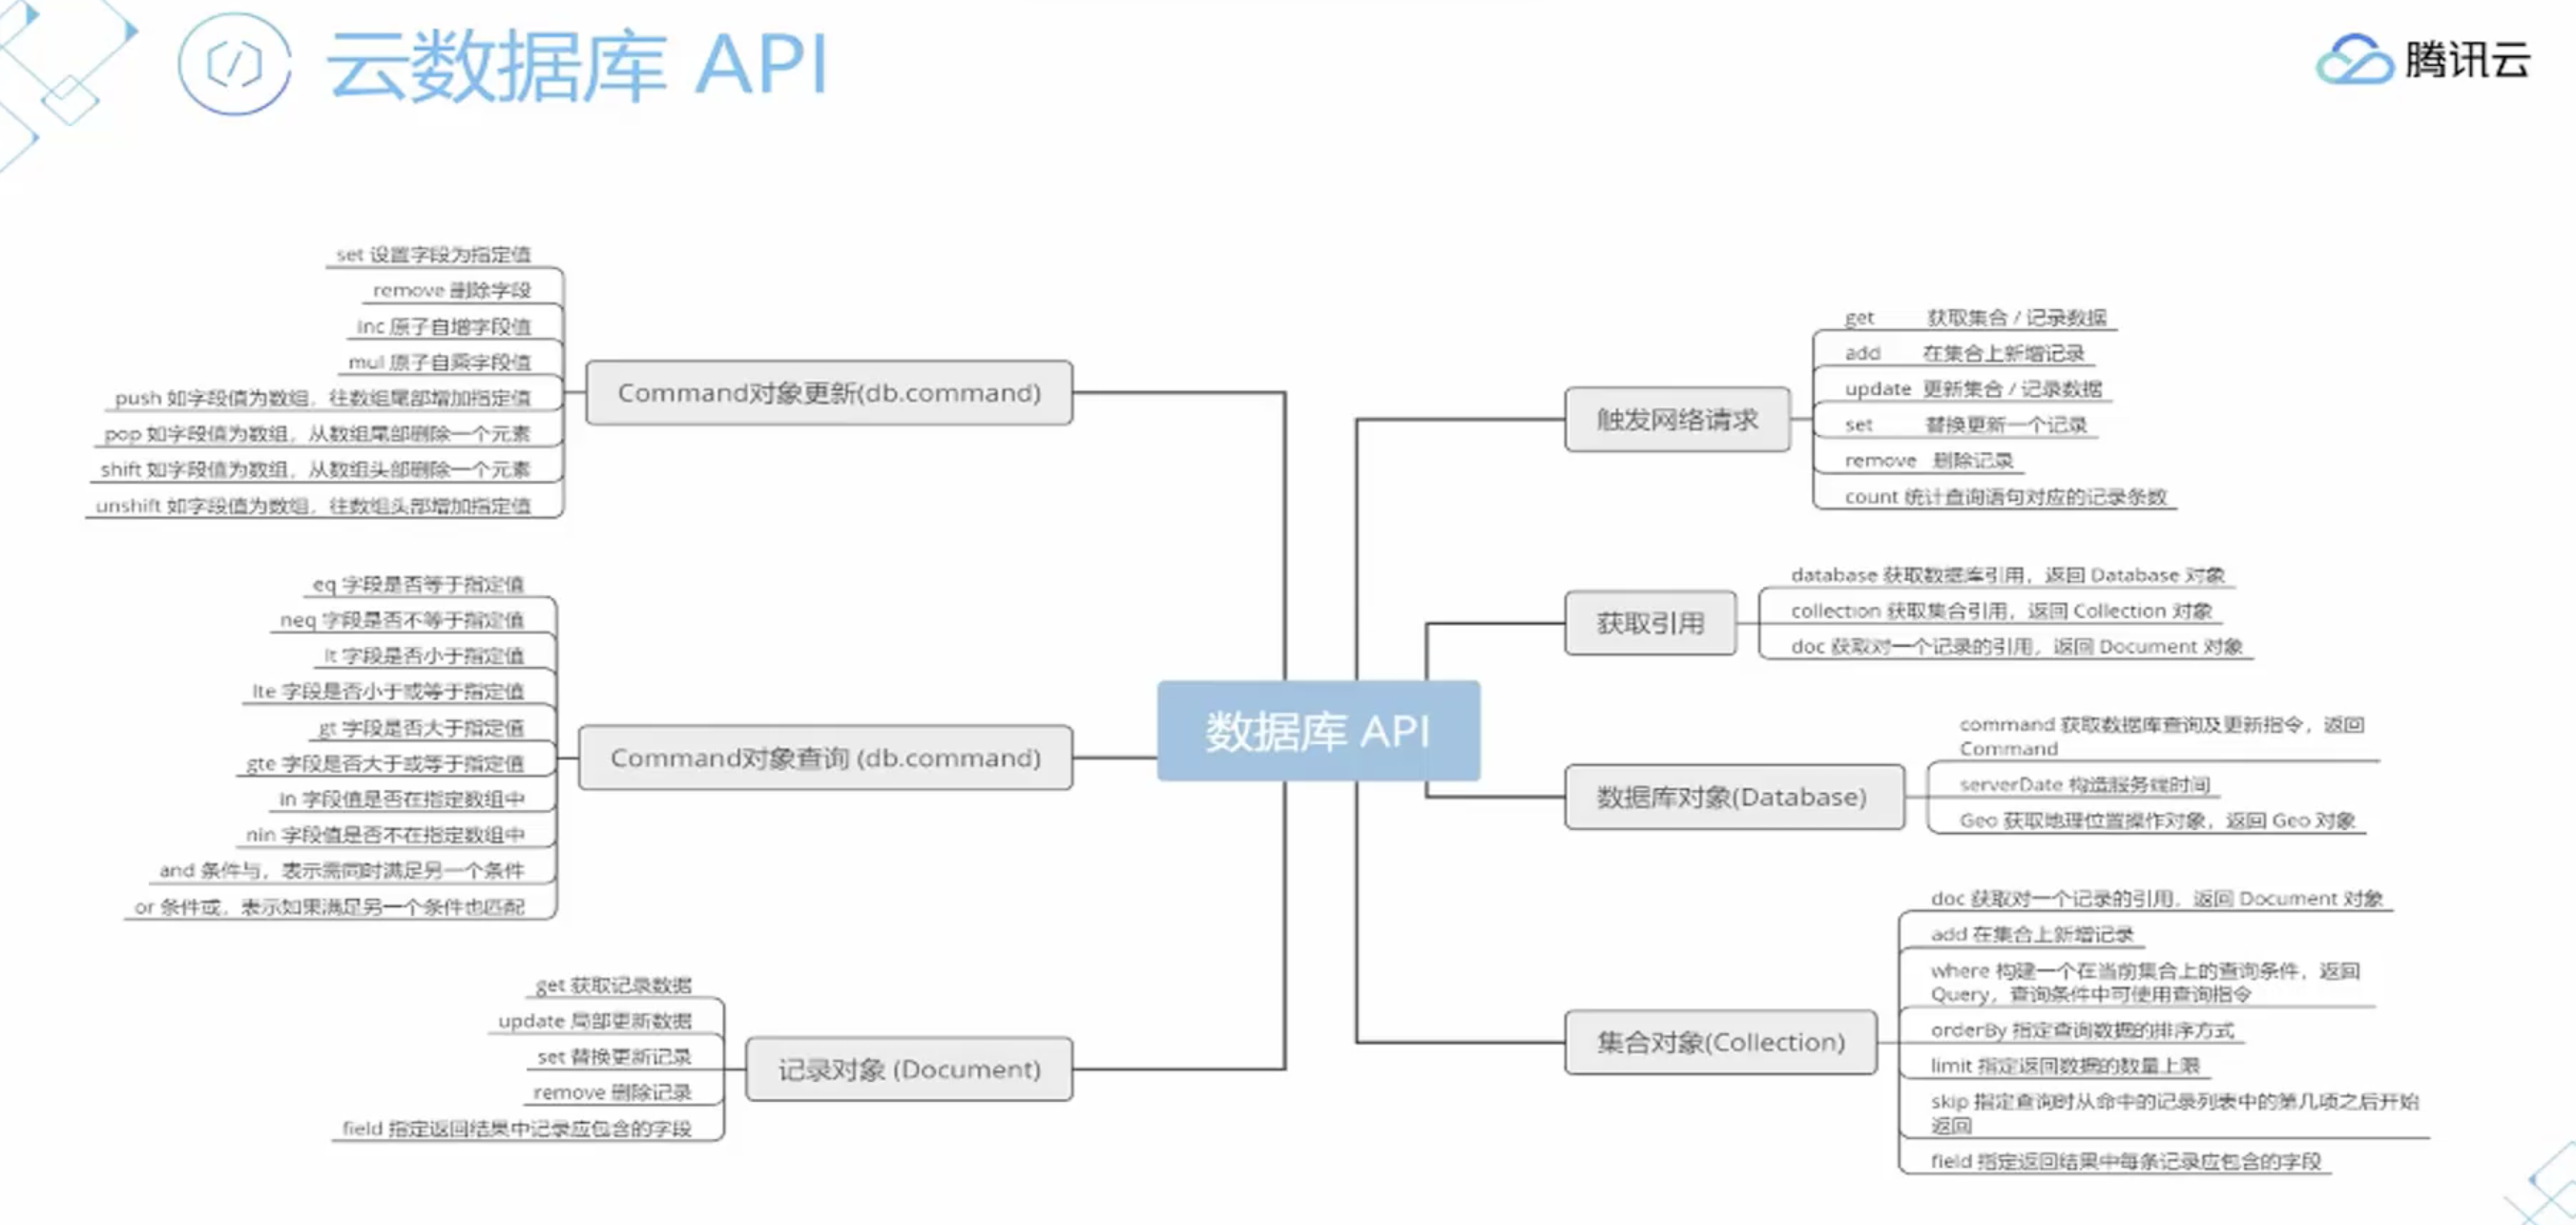 云数据库 API
腾讯云
set 设置字段为指定值
remove 删除字段
inc 原子自增字段值
mul 原子自乘字段值
push 如字段值为数组，往数组尾部增加指定值
pop 如字段值为数组，从数组尾部删除一个元素
shift 如字段值为数组，从数组头部删除一个元素
unshift 如字段值为数组，往数组头部增加指定值
Command对象更新(db.command)
eq 字段是否等于指定值
neq 字段是否不等于指定值
lt 字段是否小于指定值
lte 字段是否小于或等于指定值
gt 字段是否大于指定值
gte 字段是否大于或等于指定值
in 字段值是否在指定数组中
nin 字段值是否不在指定数组中
and 条件与，表示需同时满足另一个条件
or 条件或，表示如果满足另一个条件也匹配
Command对象查询 (db.command)
get 获取记录数据
update 局部更新数据
set 替换更新记录
remove 删除记录
field 指定返回结果中记录应包含的字段
记录对象 (Document)
数据库 API
触发网络请求
get 获取集合 / 记录数据
add 在集合上新增记录
update 更新集合 / 记录数据
set 替换更新一个记录
remove 删除记录
count 统计查询语句对应的记录条数
获取引用
database 获取数据库引用，返回 Database 对象
collection 获取集合引用，返回 Collection 对象
doc 获取对一个记录的引用，返回 Document 对象
数据库对象(Database)
command 获取数据库查询及更新指令，返回
Command
serverDate 构造服务端时间
Geo 获取地理位置操作对象，返回 Geo 对象
集合对象(Collection)
doc 获取对一个记录的引用，返回 Document 对象
add 在集合上新增记录
where 构建一个在当前集合上的查询条件，返回
Query，查询条件中可使用查询指令
orderBy 指定查询数据的排序方式
limit 指定返回数据的数量上限
skip 指定查询时从命中的记录列表中的第几项之后开始
返回
field 指定返回结果中每条记录应包含的字段